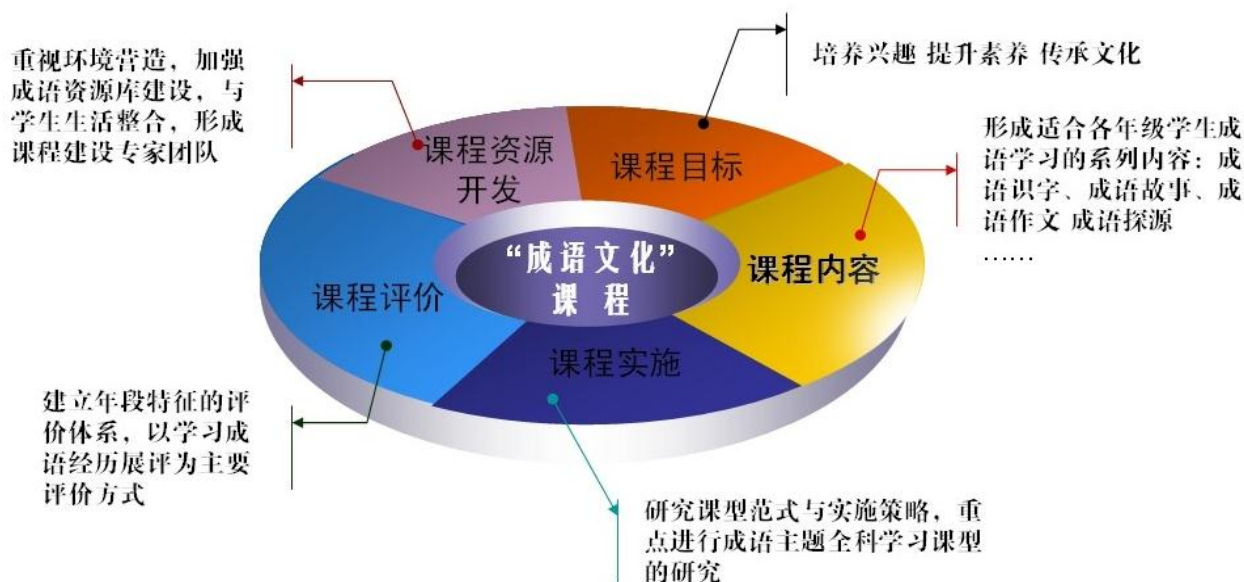 重视环境营造，加强
成语资源库建设，与
学生生活整合，形成
课程建设专家团队
培养兴趣 提升素养 传承文化
形成适合各年级学生成
语学习的系列内容：成
语识字、成语故事、成
语作文 成语探源
……
课程资源
开发
课程目标
课程内容
“成语文化”
课 程
课程评价
课程实施
建立年段特征的评
价体系，以学习成
语经历展评为主要
评价方式
研究课型范式与实施策略，重
点进行成语主题全科学习课型
的研究